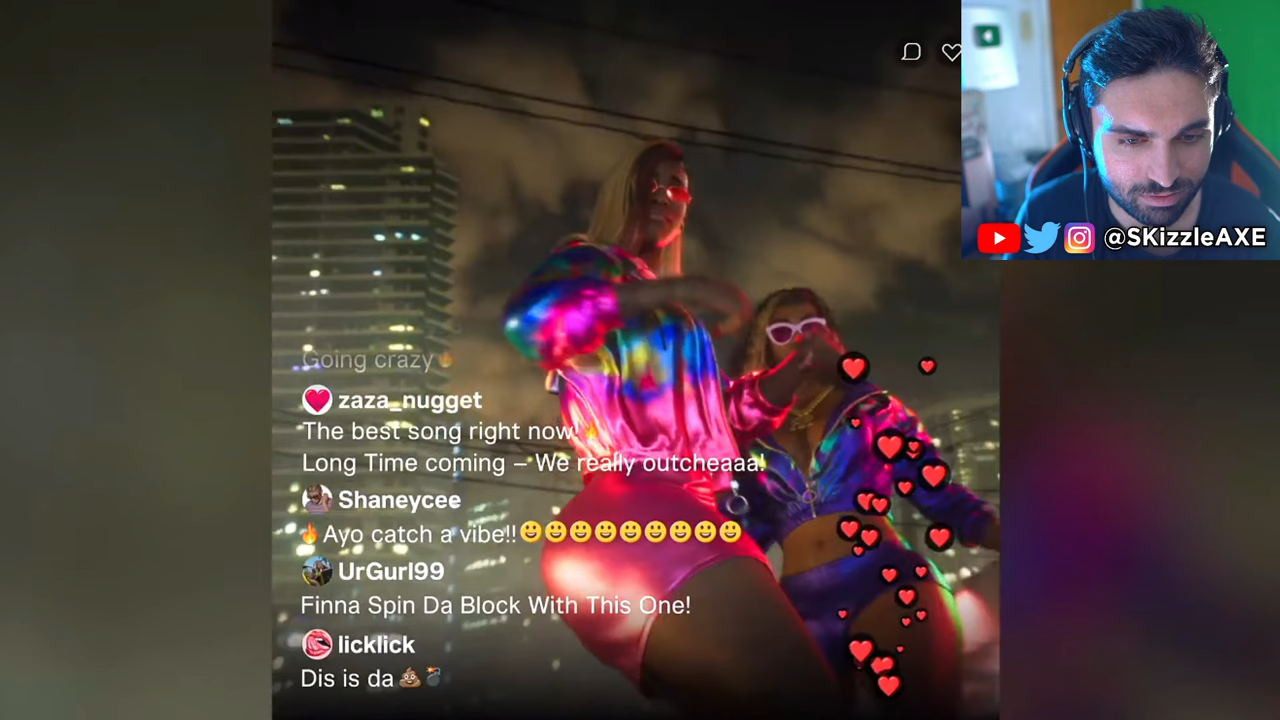 @SKizzleAXE
Going crazy🔥
zaza_nugget
The best song right now!🔥
Long Time coming – We really outcheaaa!
Shaneycee
🔥Ayo catch a vibe!!😀😀😀😀😀😀😀😀😀
UrGurl99
Finna Spin Da Block With This One!
licklick
Dis is da💩💣